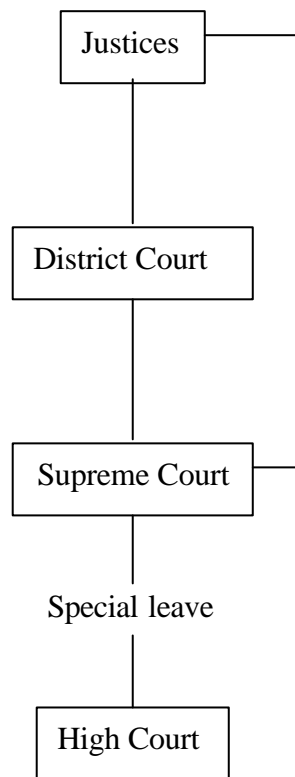 Justices
District Court
Supreme Court
Special leave
High Court